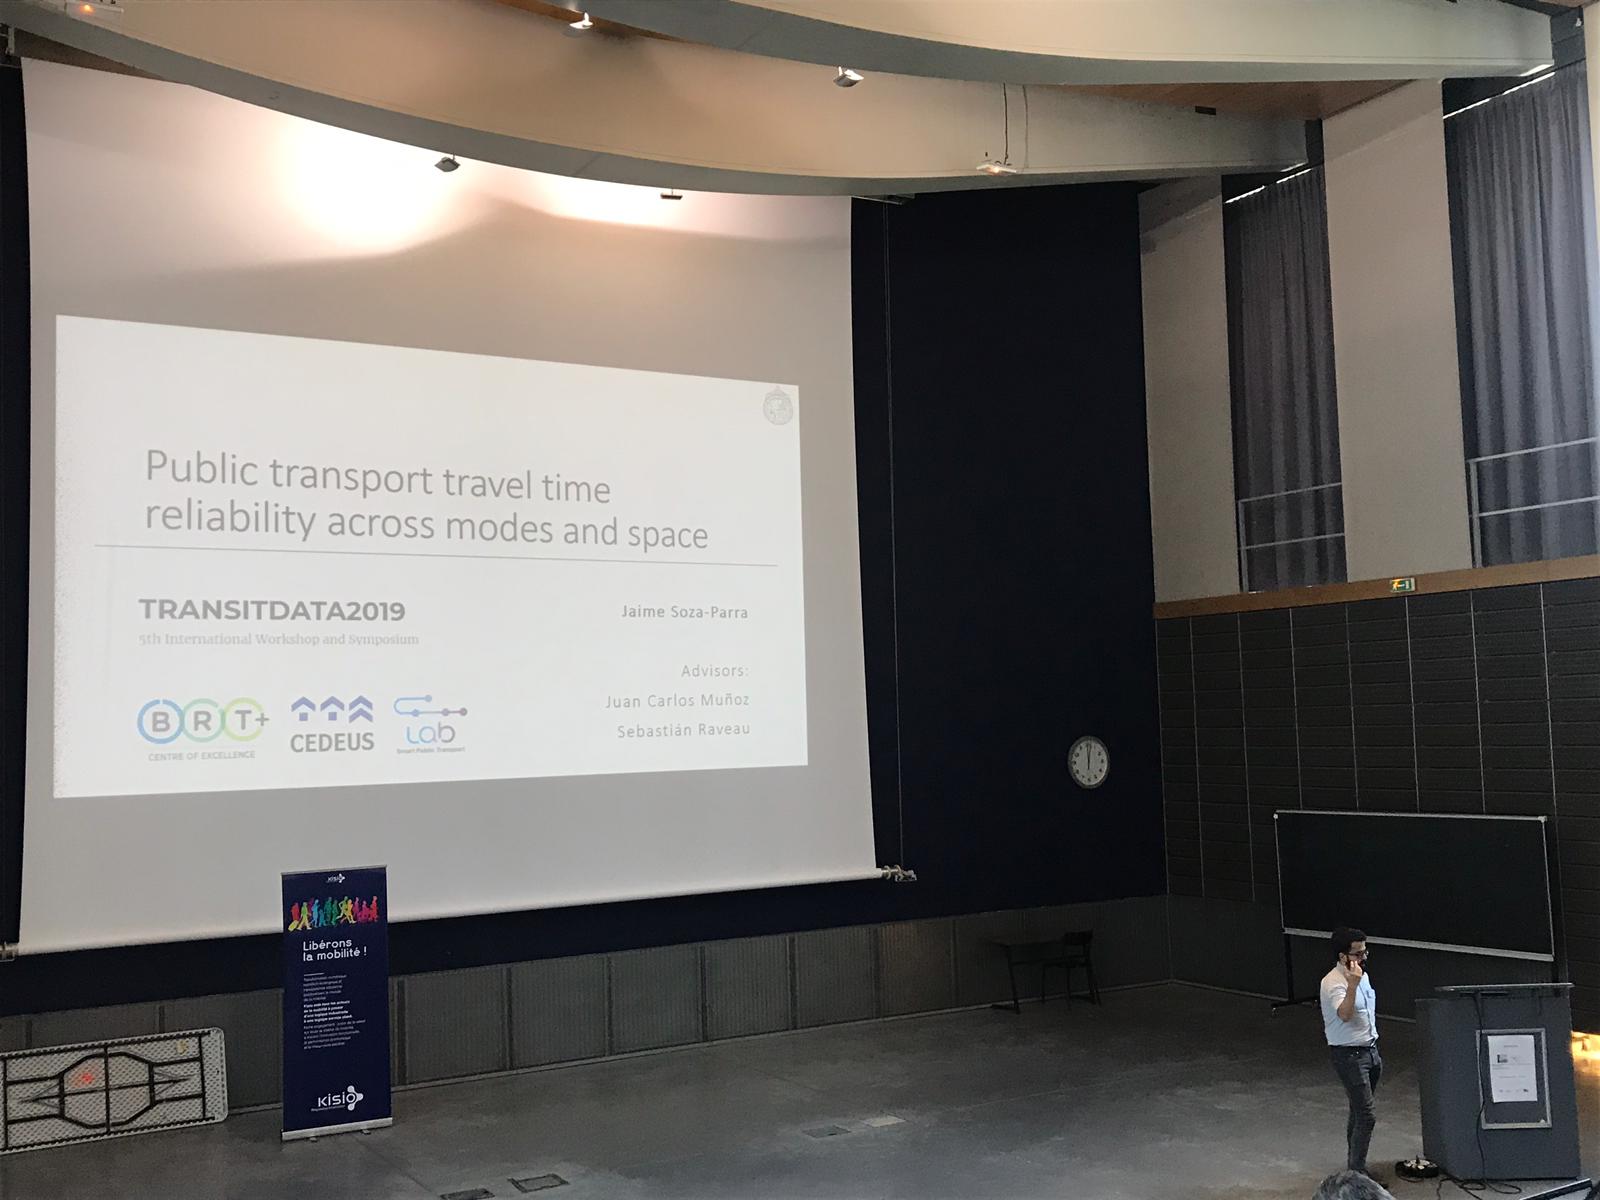 Public transport travel time
reliability across modes and space
TRANSITDATA2019
5th International Workshop and Symposium
Jaime Soza-Parra
Advisors:
Juan Carlos Muñoz
Sebastián Raveau
BRT+
CENTRE OF EXCELLENCE
CEDEUS
Lab
Smart Public Transport
kisio
Libérons
la mobilité !
kisio